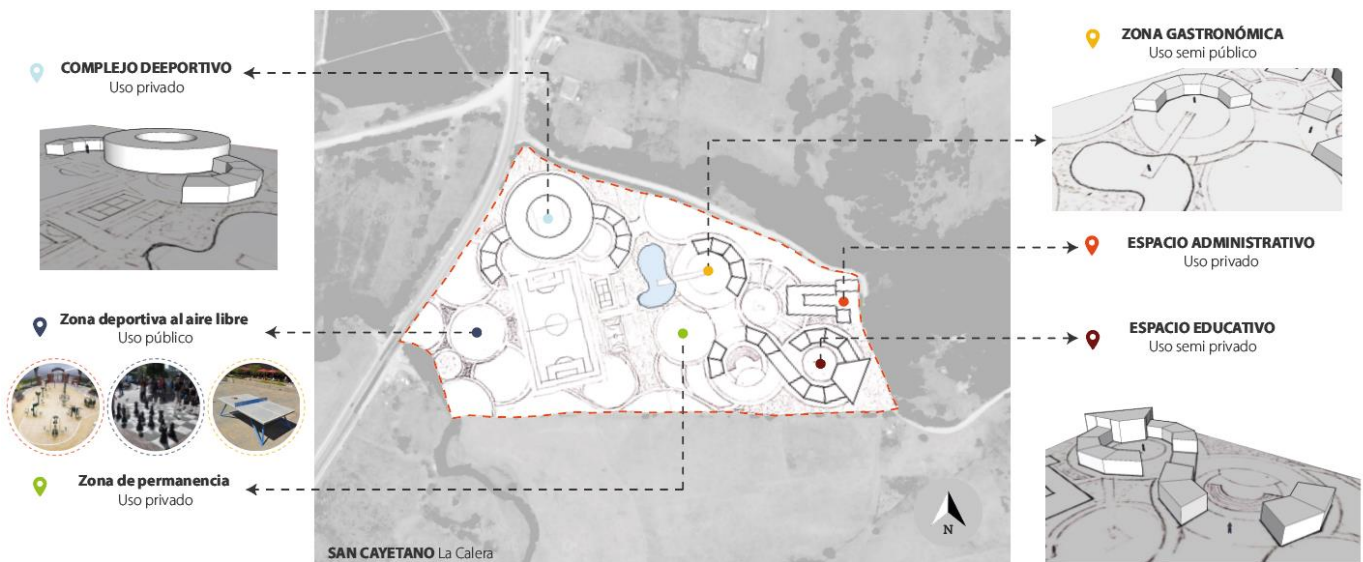 COMPLEJO DEEPORTIVO
Uso privado
Zona deportiva al aire libre
Uso público
Zona de permanencia
Uso privado
SAN CAYETANO La Calera
N
ZONA GASTRONÓMICA
Uso semi público
ESPACIO ADMINISTRATIVO
Uso privado
ESPACIO EDUCATIVO
Uso semi privado